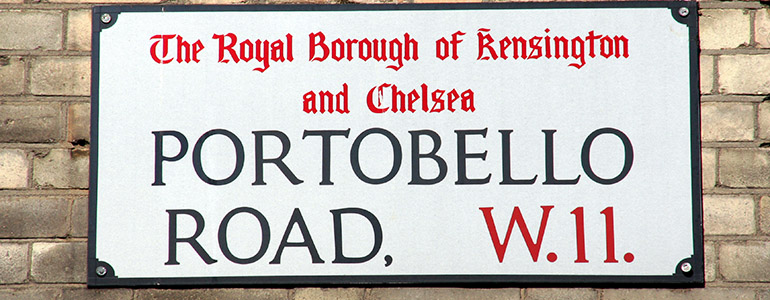 The Royal Borough of Kensington
and Chelsea
PORTOBELLO
ROAD, W.11.